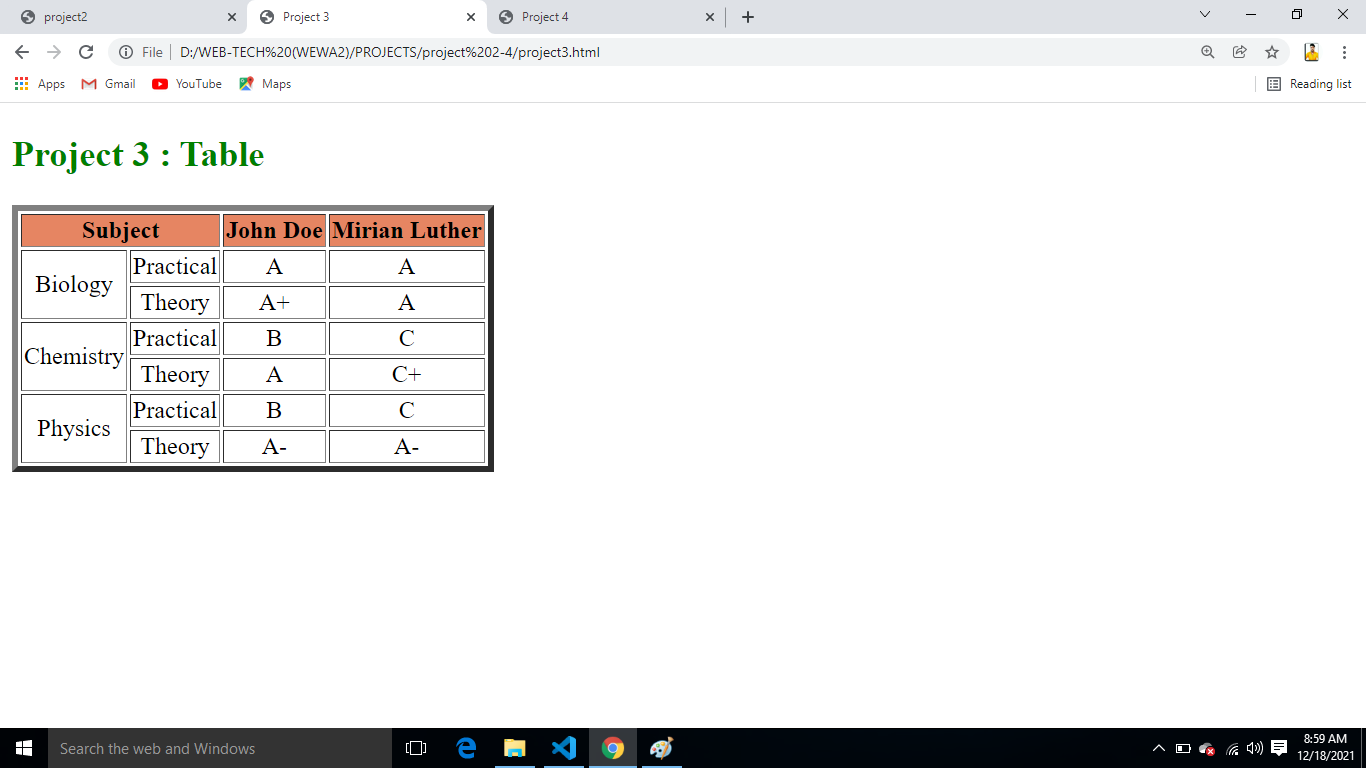 project2
Project 3
Project 4
File
D:/WEB-TECH%20(WEWA2)/PROJECTS/project%202-4/project3.html
Apps
Gmail
YouTube
Maps
Reading list
Project 3 : Table
Subject John Doe Mirian Luther
Biology
Practical A A
Theory A+ A
Chemistry
Practical B C
Theory A C+
Physics
Practical B C
Theory A- A-
Search the web and Windows
8:59 AM
12/18/2021